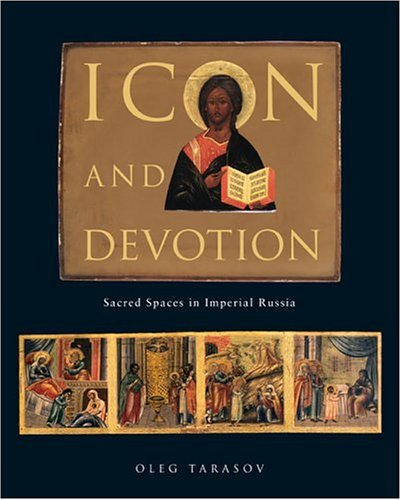 ICON
AND
DEVOTION
Sacred Spaces in Imperial Russia
OLEG TARASOV